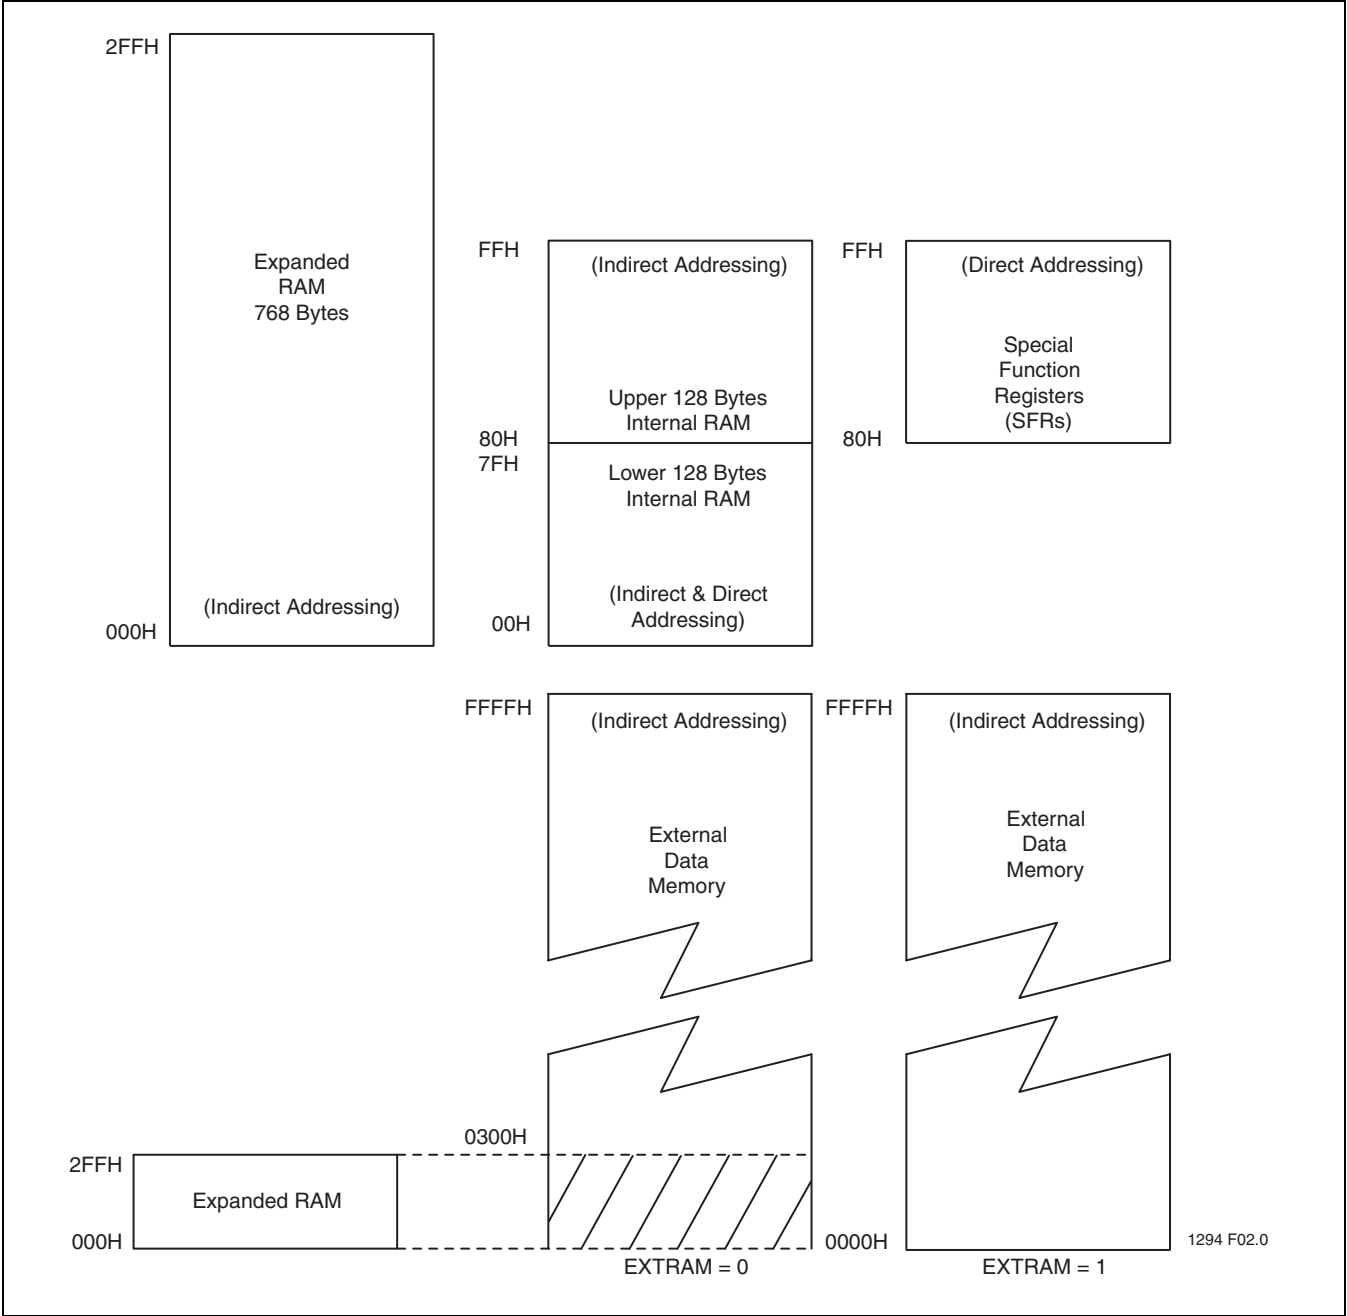 2FFH
Expanded
RAM
768 Bytes
(Indirect Addressing)
000H
FFH
(Indirect Addressing)
Upper 128 Bytes
Internal RAM
80H
7FH
Lower 128 Bytes
Internal RAM
(Indirect & Direct
Addressing)
00H
FFH
(Direct Addressing)
Special
Function
Registers
(SFRs)
80H
FFFFH
(Indirect Addressing)
External
Data
Memory
FFFFH
(Indirect Addressing)
External
Data
Memory
0300H
2FFH
Expanded RAM
000H
0000H
EXTRAM = 0
EXTRAM = 1
1294 F02.0